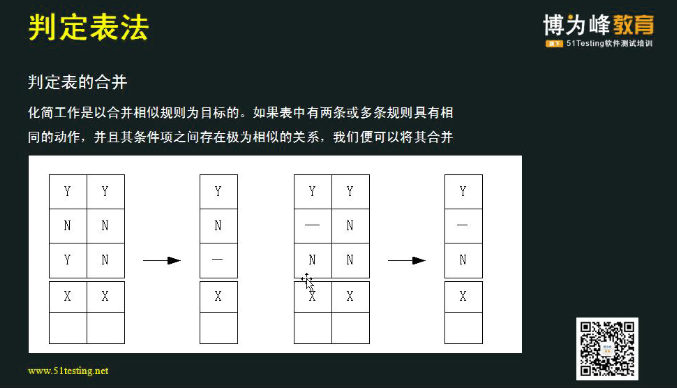 判定表法
博为峰教育
旗下 51Testing软件测试培训
判定表的合并
化简工作是以合并相似规则为目标的。如果表中有两条或多条规则具有相
同的动作，并且其条件项之间存在极为相似的关系，我们便可以将其合并
Y Y Y Y Y Y
N N N — N —
Y N — N N N
X X X X X X
www.51testing.net